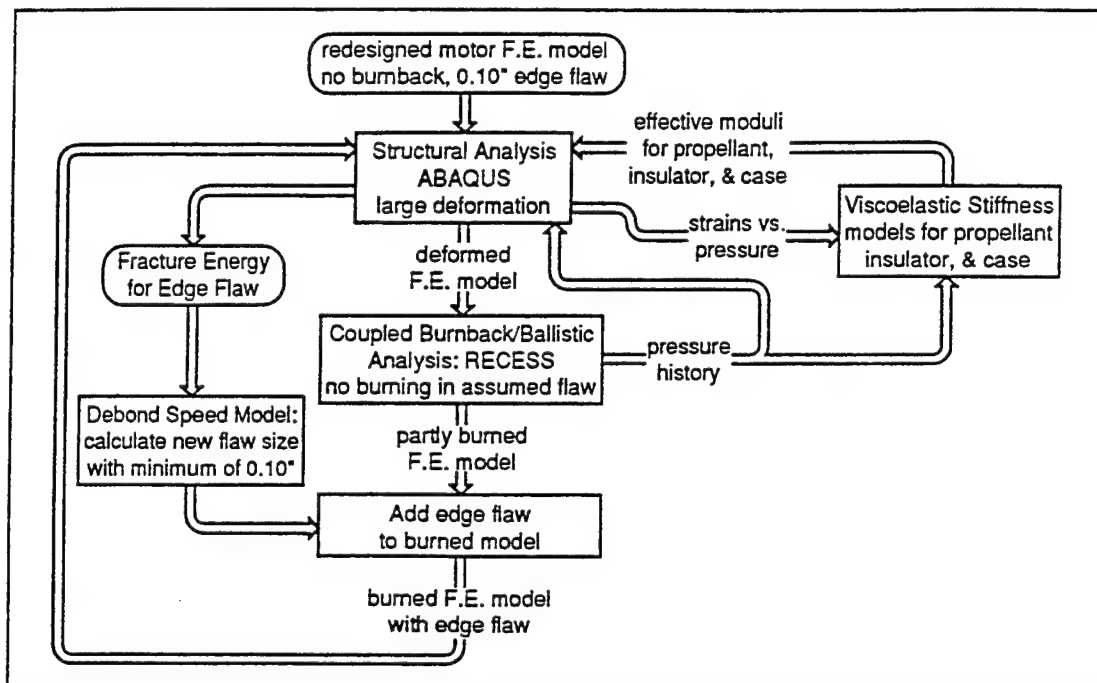 redesigned motor F.E. model
no burnback, 0.10" edge flaw
Structural Analysis
ABAQUS
large deformation
effective moduli
for propellant,
insulator, & case
Viscoelastic Stiffness
models for propellant
insulator, & case
strains vs.
pressure
Fracture Energy
for Edge Flaw
deformed
F.E. model
Coupled Burnback/Ballistic
Analysis: RECESS
no burning in assumed flaw
pressure
history
Debond Speed Model:
calculate new flaw size
with minimum of 0.10"
partly burned
F.E. model
Add edge flaw
to burned model
burned F.E. model
with edge flaw